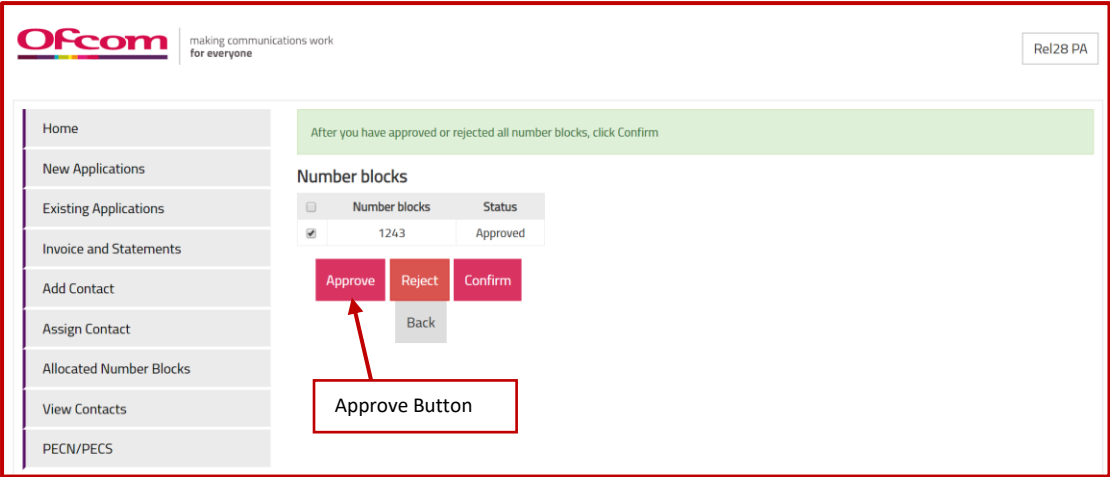 Ofcom
making communications work
for everyone
Rel28 PA
Home
New Applications
Existing Applications
Invoice and Statements
Add Contact
Assign Contact
Allocated Number Blocks
View Contacts
PECN/PECS
After you have approved or rejected all number blocks, click Confirm
Number blocks
Number blocks Status
1243 Approved
Approve Reject Confirm
Back
Approve Button